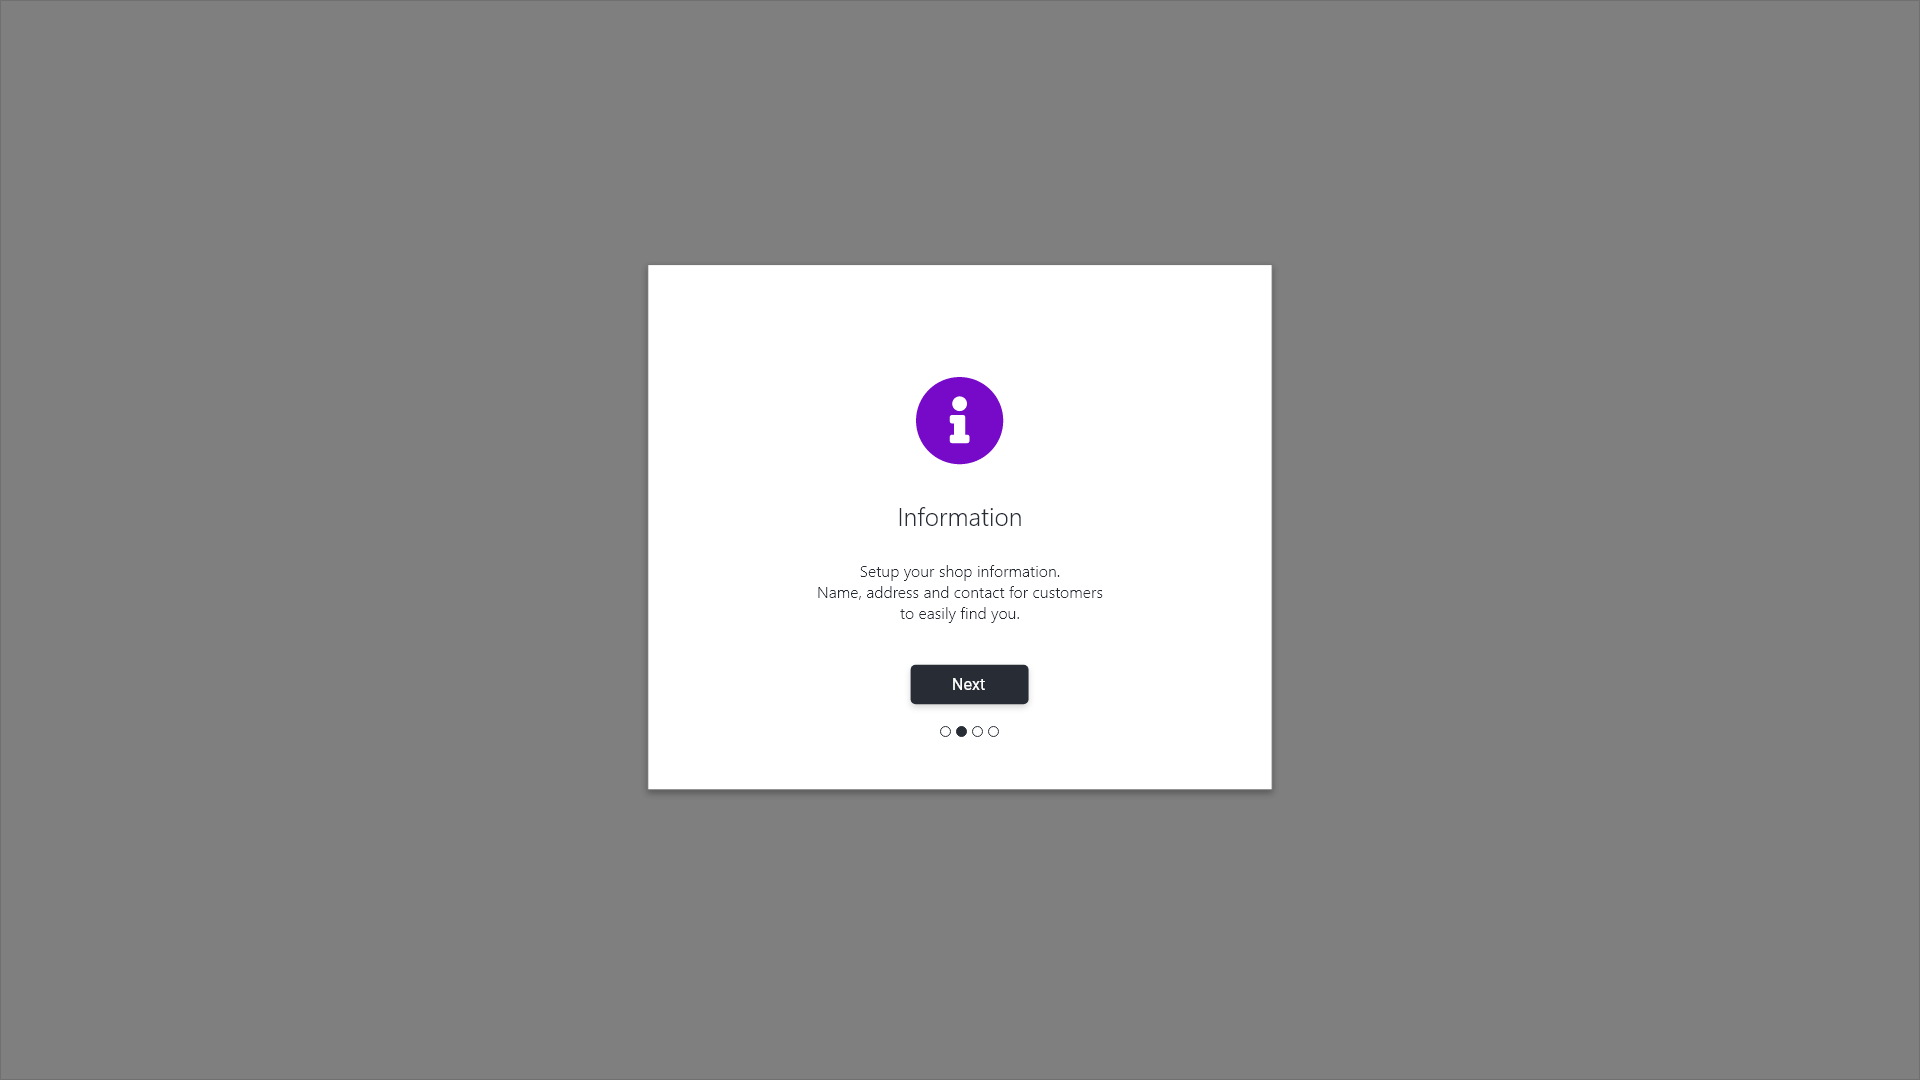 Information
Setup your shop information.
Name, address and contact for customers
to easily find you.
Next